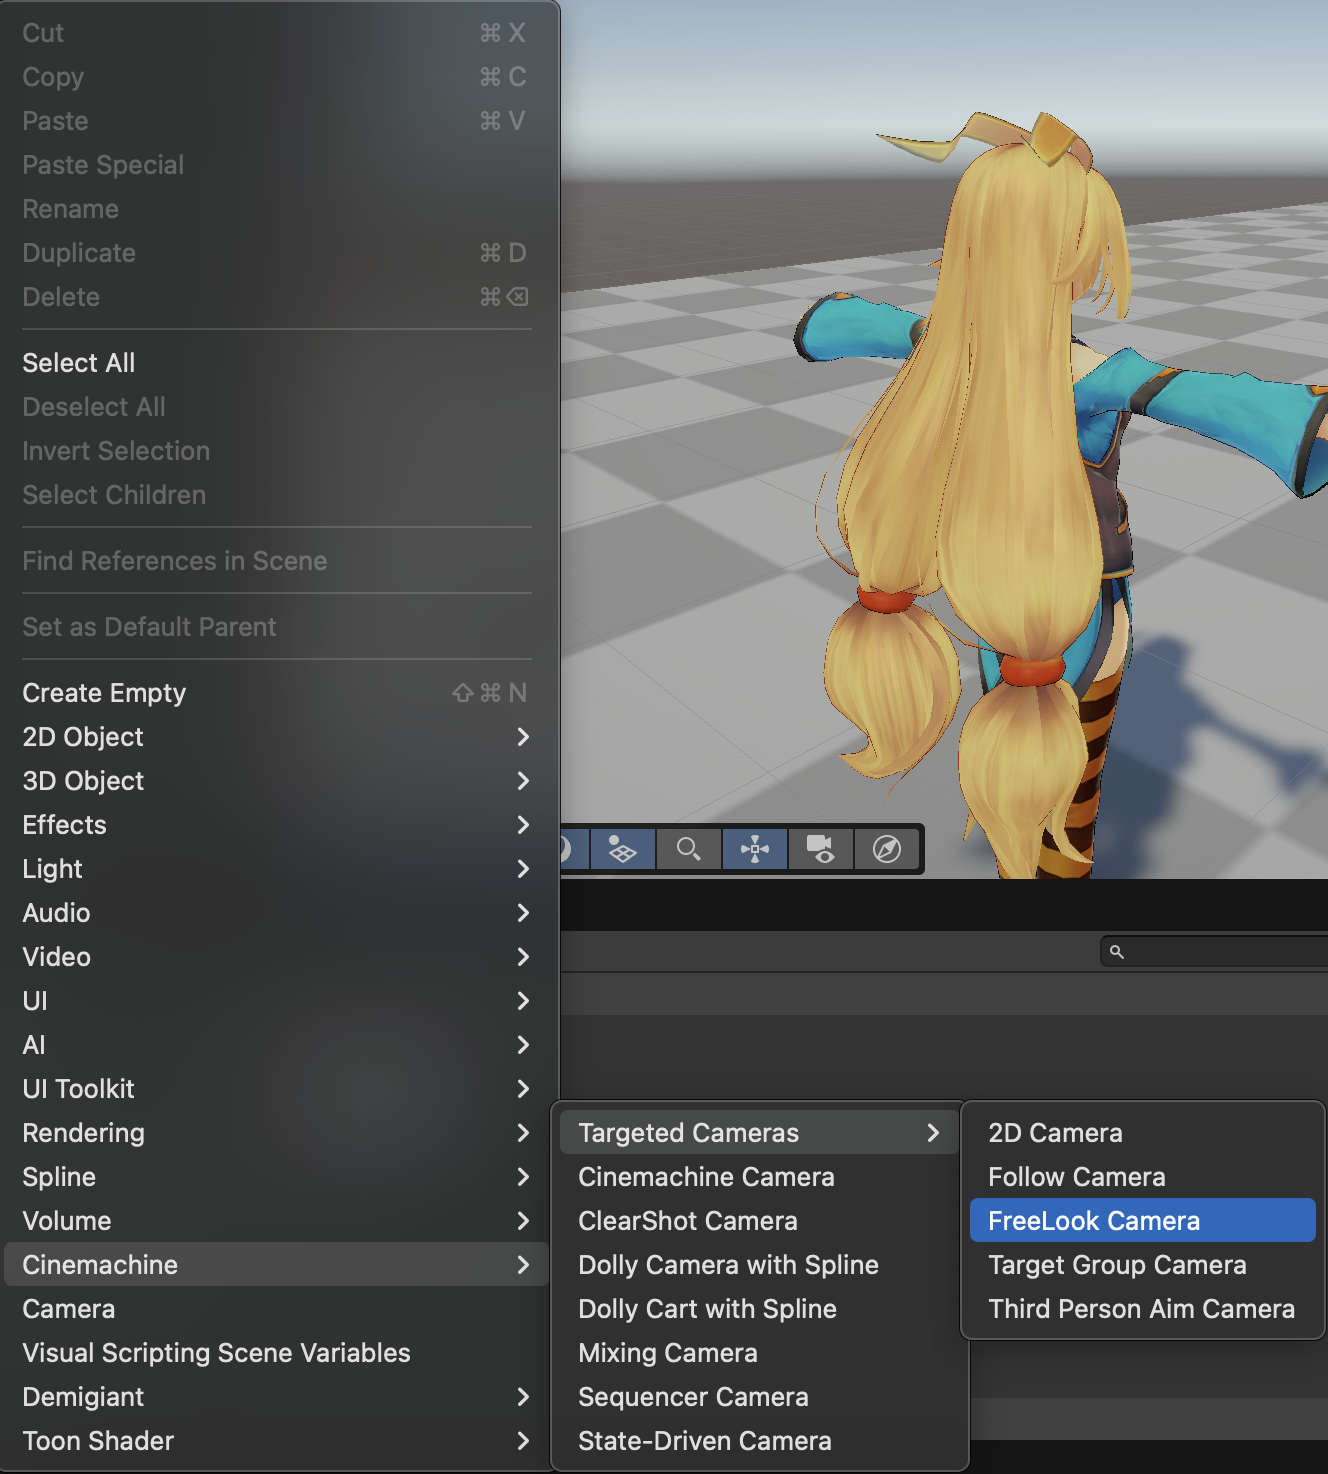 Cut ⌘ X
Copy ⌘ C
Paste ⌘ V
Paste Special
Rename
Duplicate ⌘ D
Delete ⌘⌫
Select All
Deselect All
Invert Selection
Select Children
Find References in Scene
Set as Default Parent
Create Empty ⇧ ⌘ N
2D Object
3D Object
Effects
Light
Audio
Video
UI
AI
UI Toolkit
Rendering
Spline
Volume
Cinemachine
Camera
Visual Scripting Scene Variables
Demigiant
Toon Shader
Targeted Cameras
Cinemachine Camera
ClearShot Camera
Dolly Camera with Spline
Dolly Cart with Spline
Mixing Camera
Sequencer Camera
State-Driven Camera
2D Camera
Follow Camera
FreeLook Camera
Target Group Camera
Third Person Aim Camera